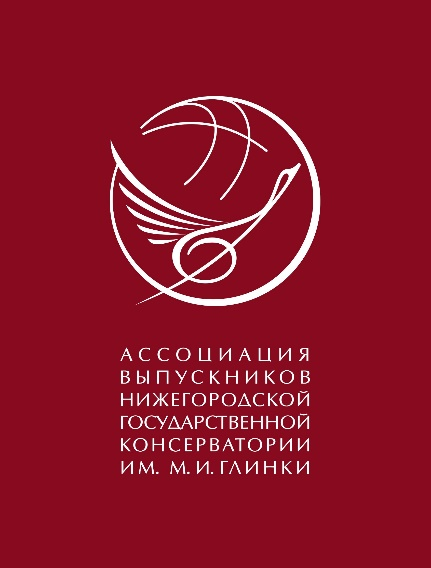 АССОЦИАЦИЯ
ВЫПУСКНИКОВ
НИЖЕГОРОДСКОЙ
ГОСУДАРСТВЕННОЙ
КОНСЕРВАТОРИИ
ИМ. М. И. ГЛИНКИ